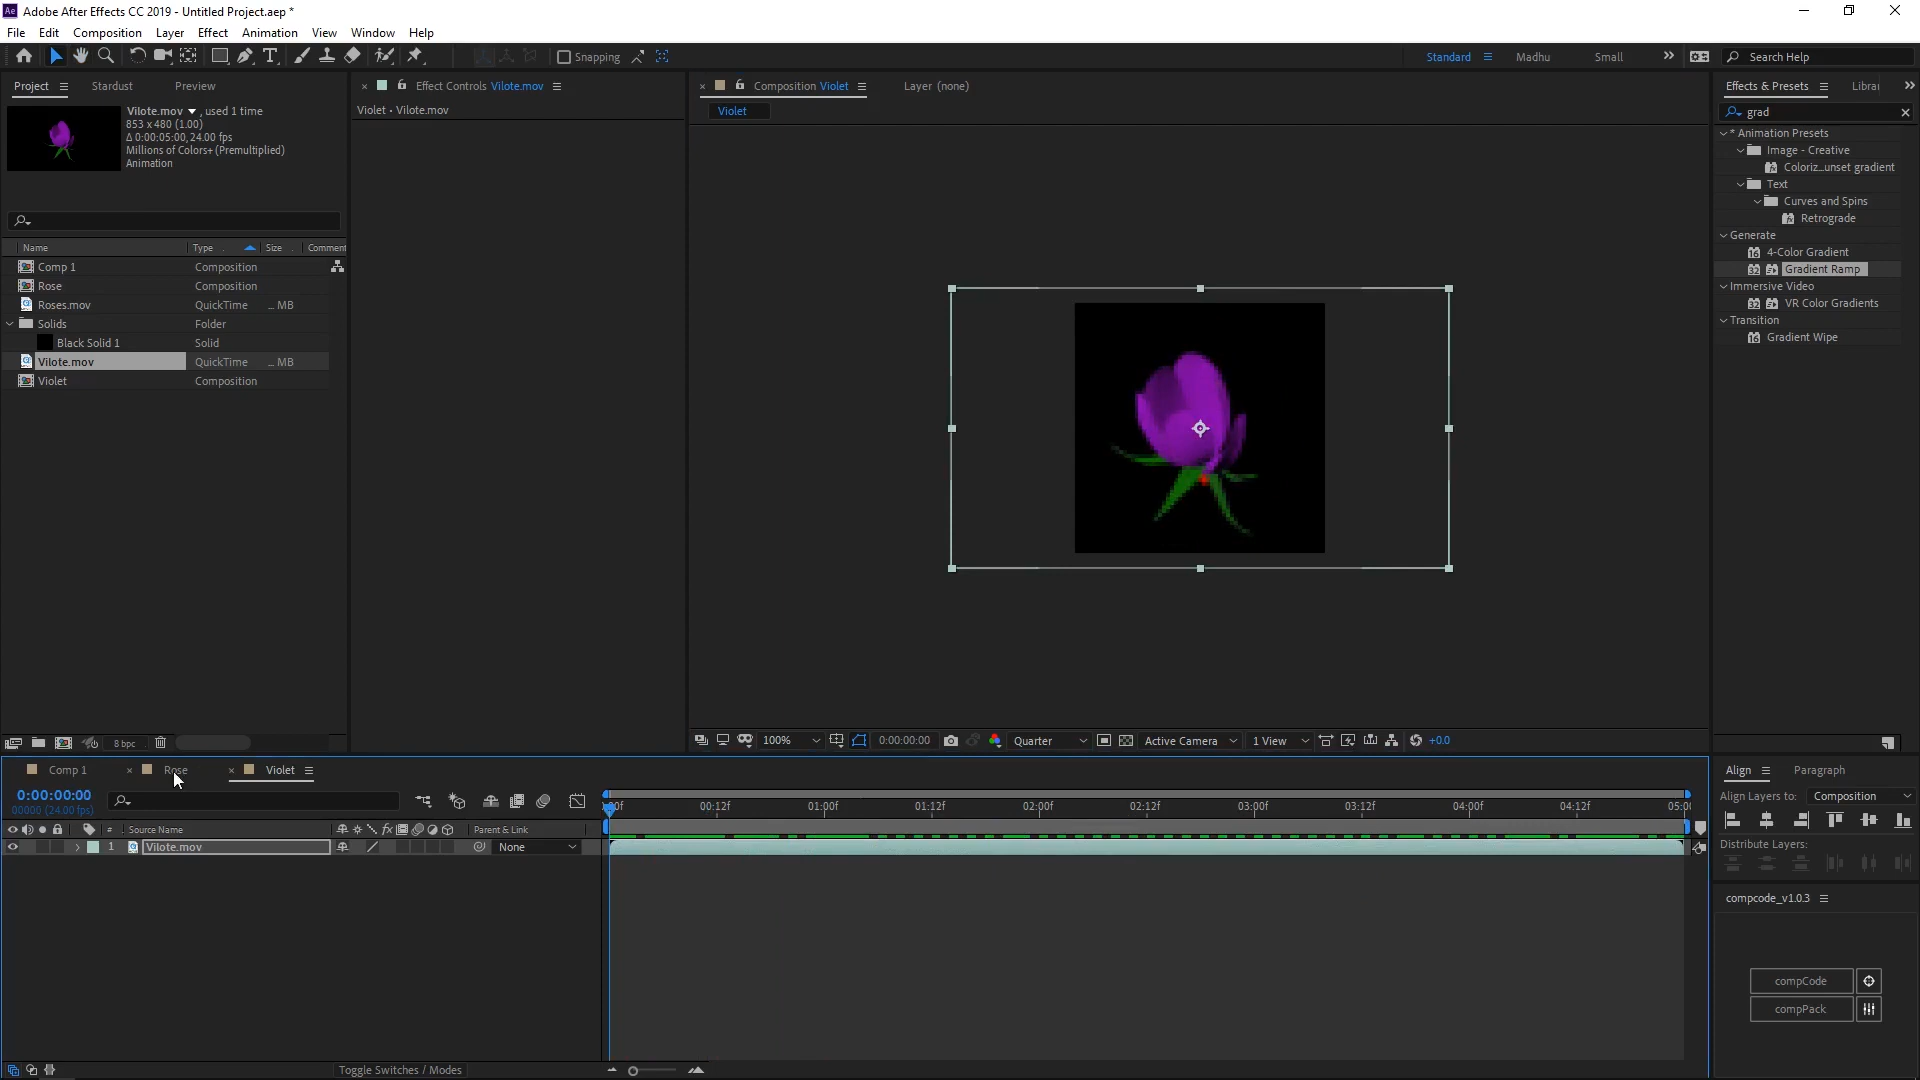 Adobe After Effects CC 2019 - Untitled Project.aep *
File Edit Composition Layer Effect Animation View Window Help
Snapping
Standard Madhu Small Search Help
Project Stardust Preview
Effect Controls Vilote.mov
Composition Violet Layer (none)
Effects & Presets Librai
Vilote.mov , used 1 time
853 x 480 (1.00)
Δ 0:00:05:00, 24.00 fps
Millions of Colors+ (Premultiplied)
Animation
Violet • Vilote.mov
Violet
grad
* Animation Presets
Image - Creative
Coloriz...unset gradient
Text
Curves and Spins
Retrograde
Generate
4-Color Gradient
Gradient Ramp
Immersive Video
VR Color Gradients
Transition
Gradient Wipe
Name Type Size Comment
Comp 1 Composition
Rose Composition
Roses.mov QuickTime ... MB
Solids Folder
Black Solid 1 Solid
Vilote.mov QuickTime ... MB
Violet Composition
8 bpc
100% 0:00:00:00 Quarter Active Camera 1 View +0.0
Comp 1 Rose Violet
0:00:00:00
00000 (24.00 fps)
:00f 00:12f 01:00f 01:12f 02:00f 02:12f 03:00f 03:12f 04:00f 04:12f 05:0(
# Source Name Parent & Link
1 Vilote.mov None
Toggle Switches / Modes
Align Paragraph
Align Layers to: Composition
Distribute Layers:
compcode_v1.0.3
compCode
compPack